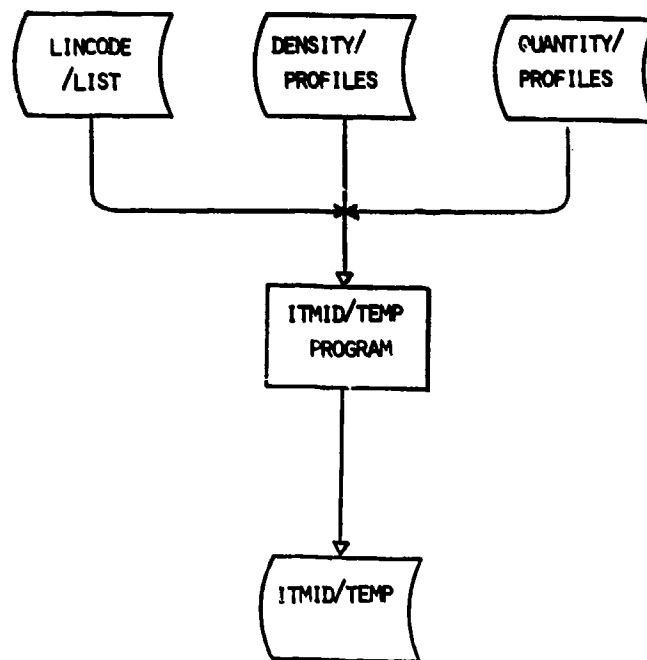 LINCODE
/LIST
DENSITY/
PROFILES
QUANTITY/
PROFILES
ITMID/TEMP
PROGRAM
ITMID/TEMP